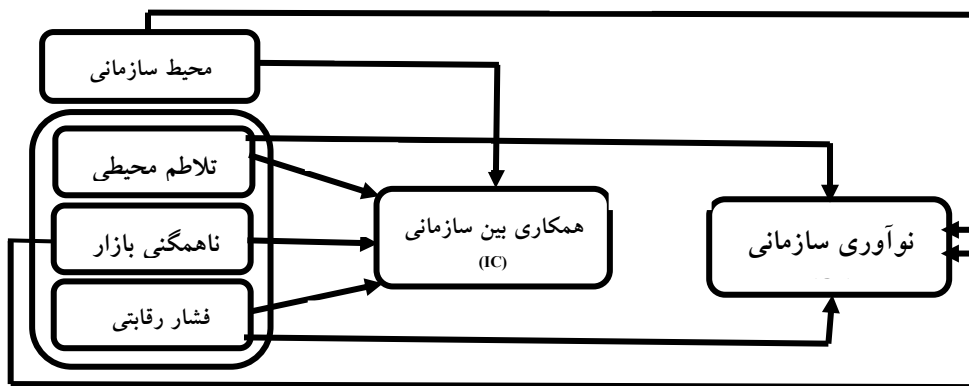 محیط سازمانی
تلاطم محیطی
ناهمگنی بازار
فشار رقابتی
همکاری بین سازمانی
(IC)
نوآوری سازمانی